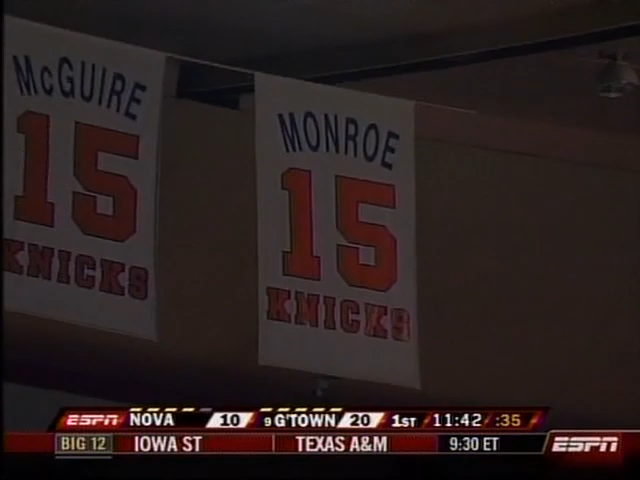 McGUIRE
15
KNICKS
MONROE
15
KNICKS
ESPN NOVA 10 9 G'TOWN 20 1ST 11:42 :35
BIG 12 IOWA ST TEXAS A&M 9:30 ET ESPN